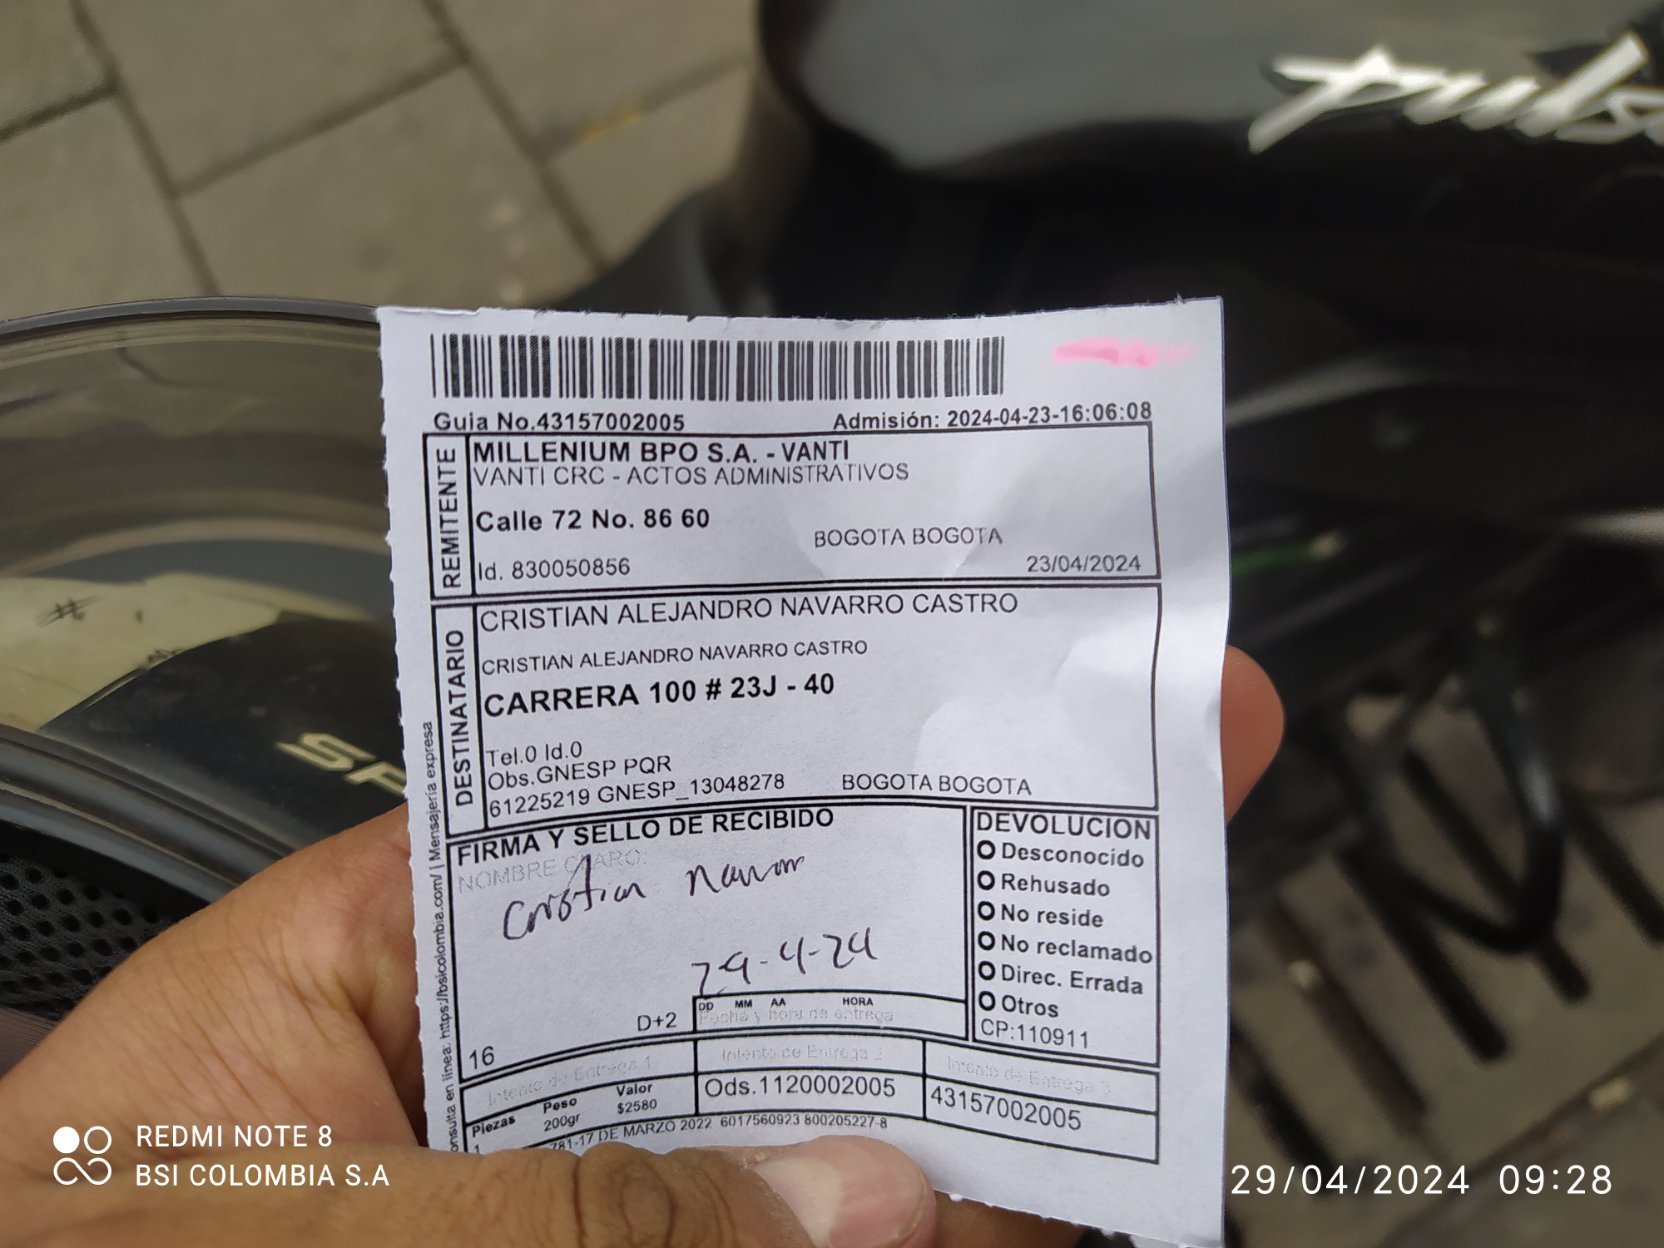 Puls
SP
Guia No.43157002005 Admisión: 2024-04-23-16:06:08
REMITENTE
MILLENIUM BPO S.A. - VANTI
VANTI CRC - ACTOS ADMINISTRATIVOS
Calle 72 No. 86 60
BOGOTA BOGOTA
Id. 830050856 23/04/2024
DESTINATARIO
CRISTIAN ALEJANDRO NAVARRO CASTRO
CRISTIAN ALEJANDRO NAVARRO CASTRO
CARRERA 100 # 23J - 40
Tel.0 Id.0
Obs.GNESP PQR
61225219 GNESP_13048278 BOGOTA BOGOTA
FIRMA Y SELLO DE RECIBIDO
NOMBRE CLARO:
Cristian Navarro
29-4-24
DD MM AA HORA
Fecha y hora de entrega
D+2
16
DEVOLUCION
Desconocido
Rehusado
No reside
No reclamado
Direc. Errada
Otros
CP:110911
Intento de Entrega 1 Intento de Entrega 2 Intento de Entrega 3
Piezas Peso Valor
1 200gr $2580
Ods.1120002005
43157002005
781-17 DE MARZO 2022 6017560923 800205227-8
onsulta en línea: https://bsicolombia.com/ | Mensajería expresa
REDMI NOTE 8
BSI COLOMBIA S.A
29/04/2024 09:28